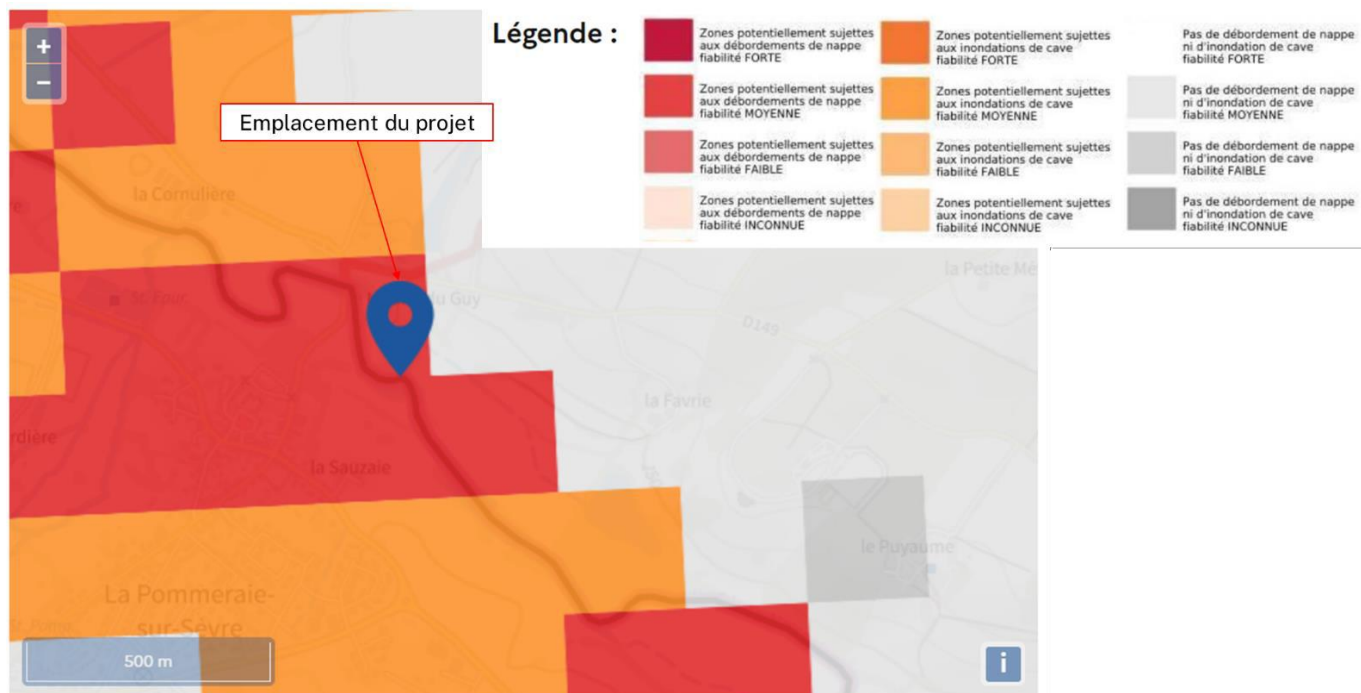 +
−
Légende :
Zones potentiellement sujettes
aux débordements de nappe
fiabilité FORTE
Zones potentiellement sujettes
aux débordements de nappe
fiabilité MOYENNE
Zones potentiellement sujettes
aux débordements de nappe
fiabilité FAIBLE
Zones potentiellement sujettes
aux débordements de nappe
fiabilité INCONNUE
Zones potentiellement sujettes
aux inondations de cave
fiabilité FORTE
Zones potentiellement sujettes
aux inondations de cave
fiabilité MOYENNE
Zones potentiellement sujettes
aux inondations de cave
fiabilité FAIBLE
Zones potentiellement sujettes
aux inondations de cave
fiabilité INCONNUE
Pas de débordement de nappe
ni d'inondation de cave
fiabilité FORTE
Pas de débordement de nappe
ni d'inondation de cave
fiabilité MOYENNE
Pas de débordement de nappe
ni d'inondation de cave
fiabilité FAIBLE
Pas de débordement de nappe
ni d'inondation de cave
fiabilité INCONNUE
Emplacement du projet
la Cornulière
la Petite Mé
Guy
D149
la Favrie
rdière
la Sauzaie
le Puyaume
La Pommeraie-
sur-Sèvre
500 m
i